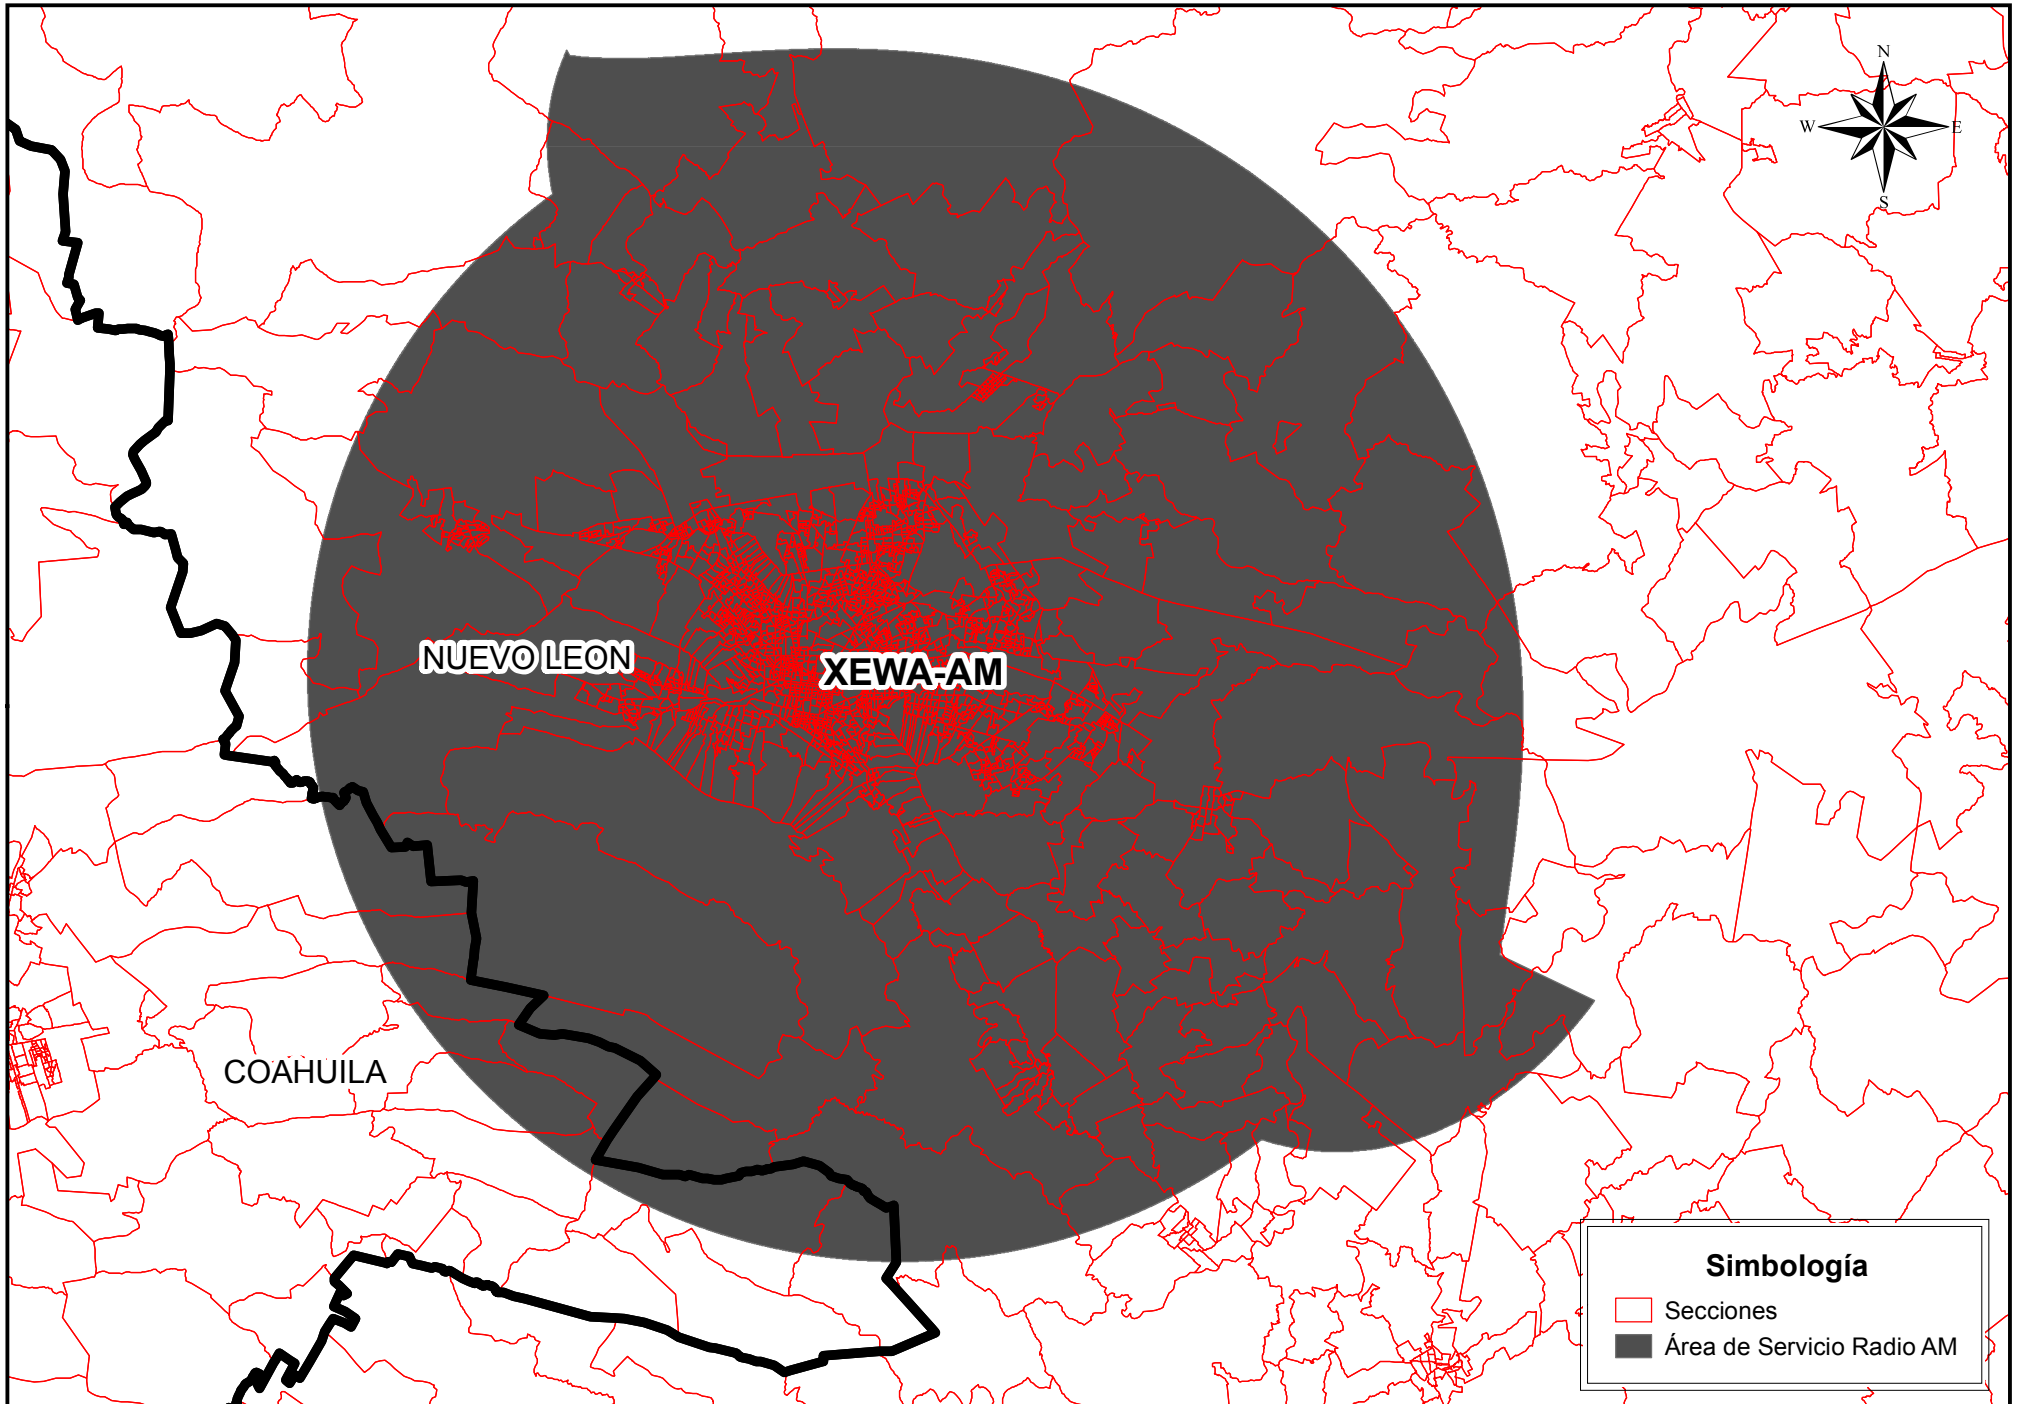 N
W E
S
NUEVO LEON
XEWA-AM
COAHUILA
Simbología
Secciones
Área de Servicio Radio AM